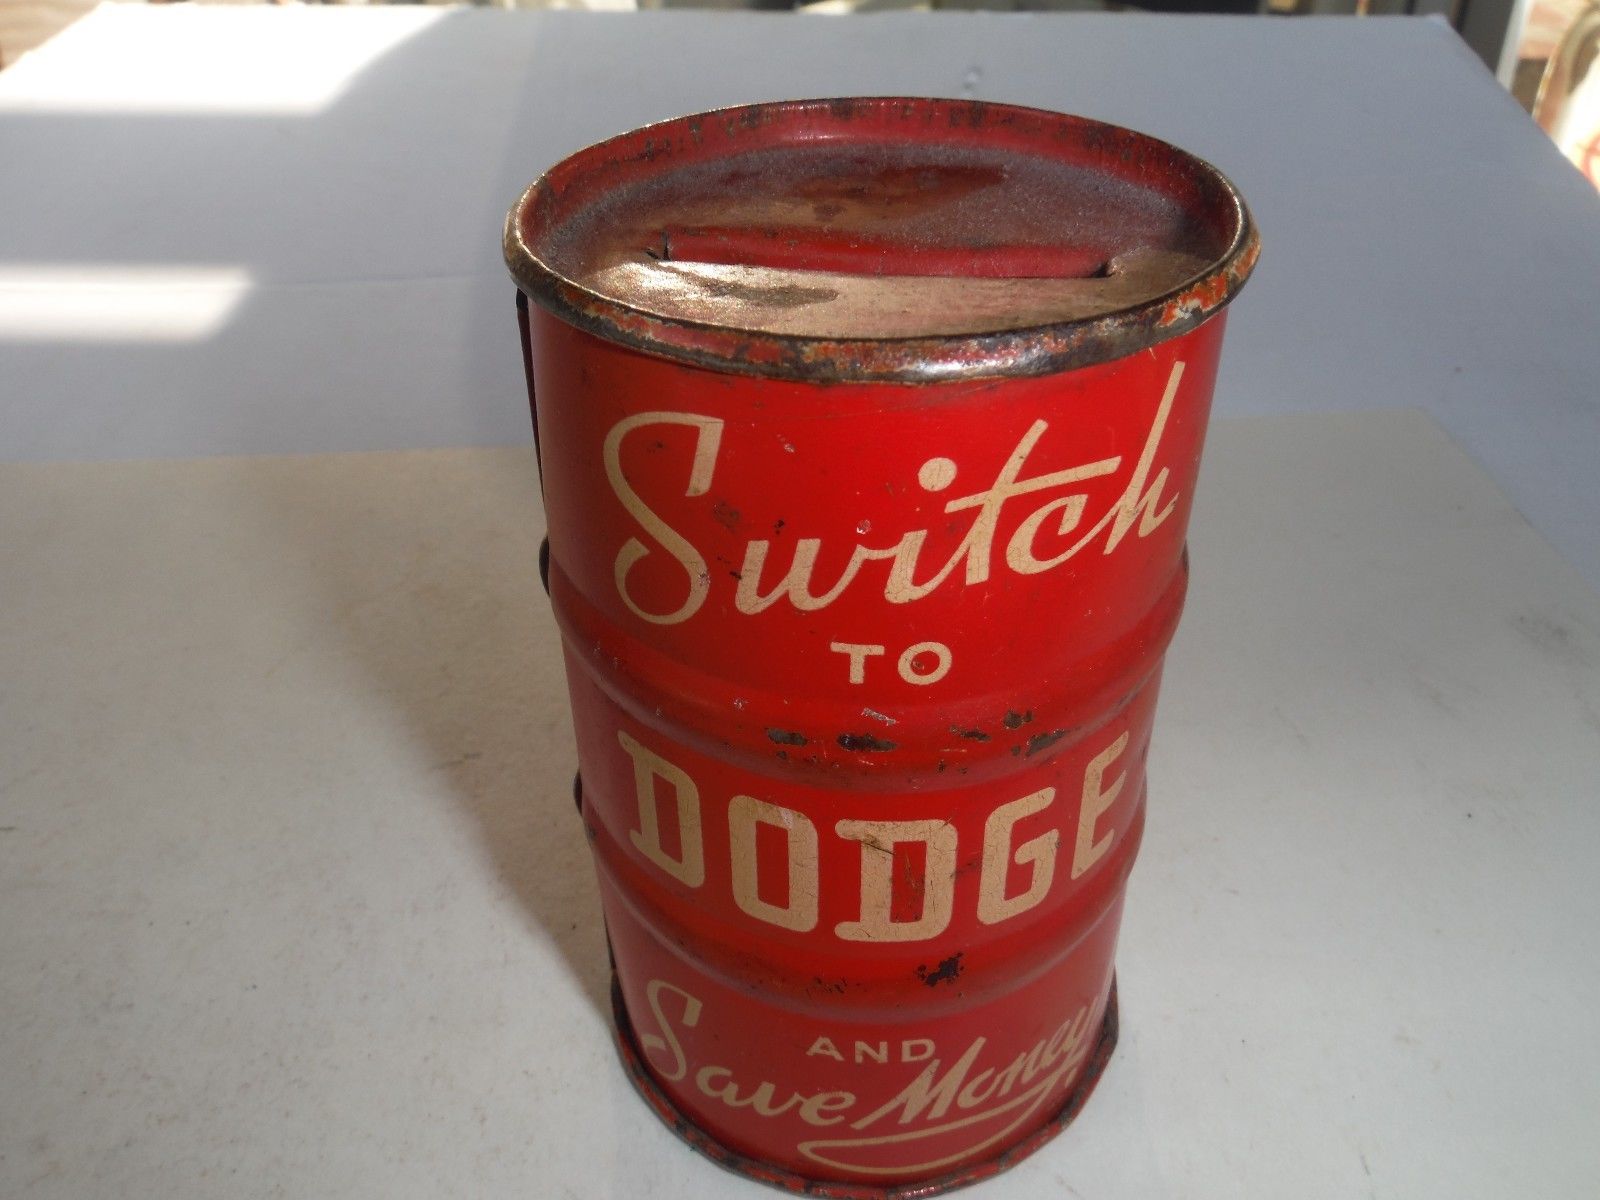 Switch
TO
DODGE
AND
Save Money